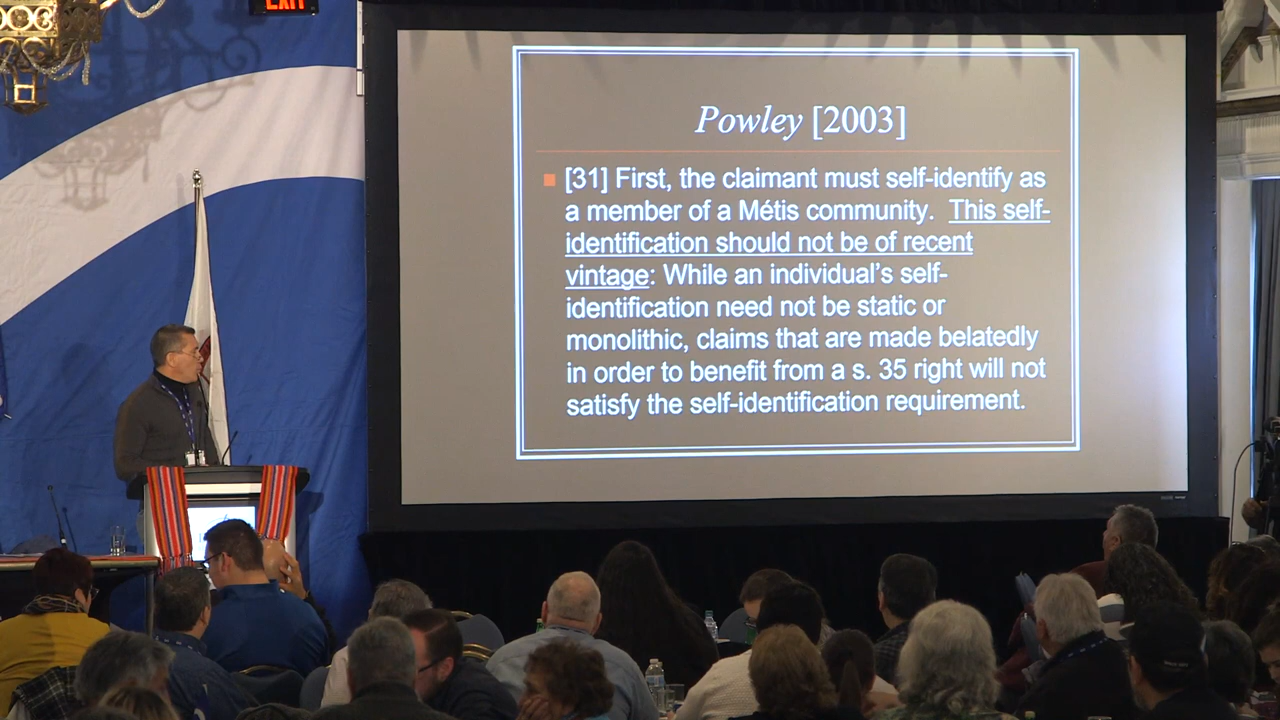 EXIT
Powley [2003]
[31] First, the claimant must self-identify as
a member of a Métis community. This self-
identification should not be of recent
vintage: While an individual's self-
identification need not be static or
monolithic, claims that are made belatedly
in order to benefit from a s. 35 right will not
satisfy the self-identification requirement.